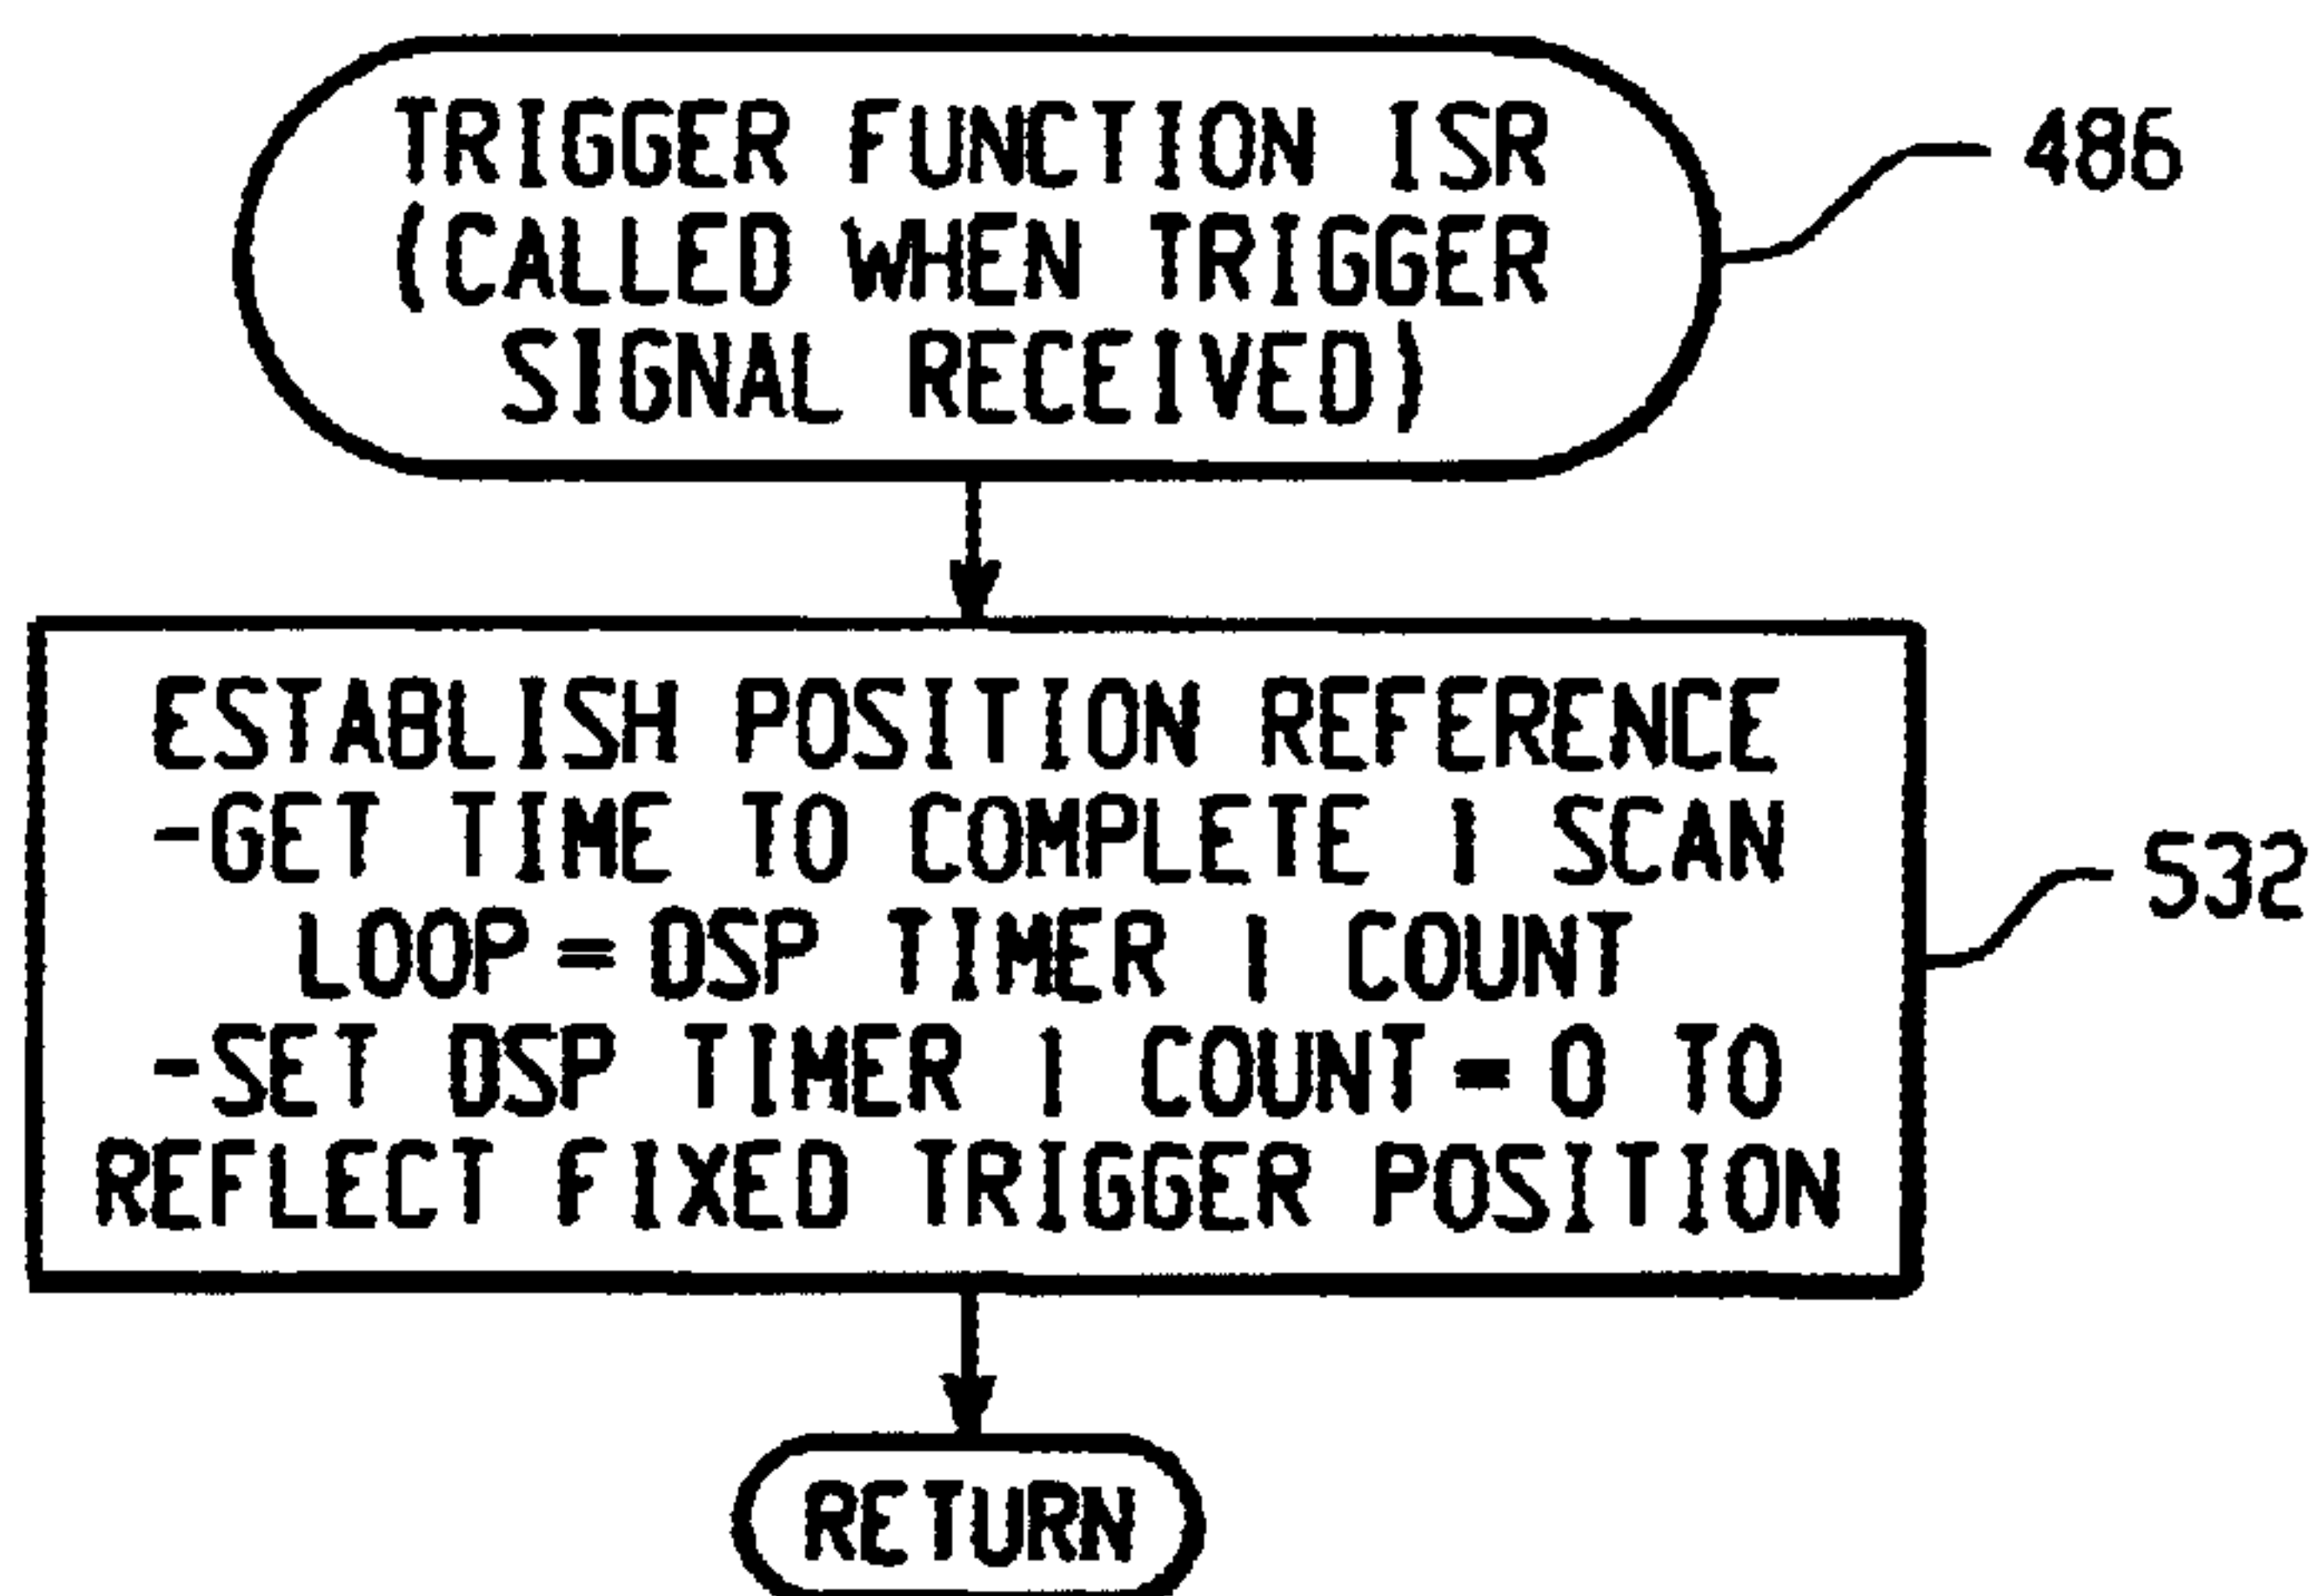 TRIGGER FUNCTION ISR
(CALLED WHEN TRIGGER
SIGNAL RECEIVED)
486
ESTABLISH POSITION REFERENCE
-GET TIME TO COMPLETE 1 SCAN
LOOP = DSP TIMER 1 COUNT
532
-SET DSP TIMER 1 COUNT = 0 TO
REFLECT FIXED TRIGGER POSITION
RETURN